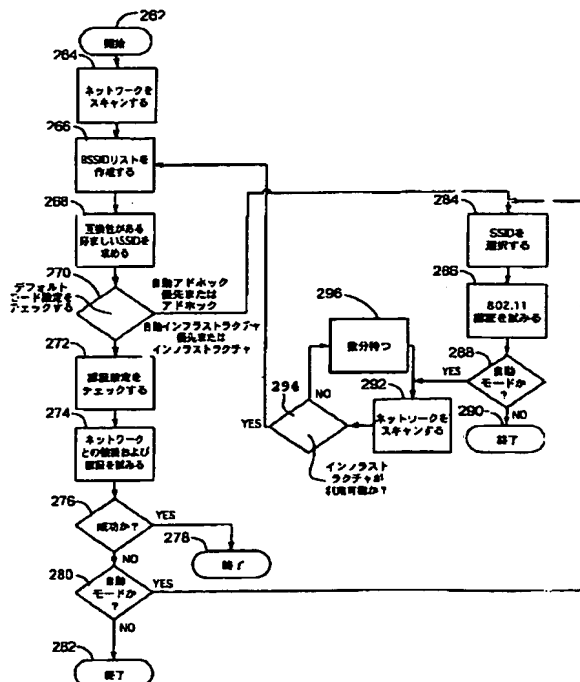 262
開始
264
ネットワークを
スキャンする
266
BSSIDリストを
作成する
268
互換性がある
好ましいSSIDを
求める
270
デフォルト
モード設定を
チェックする
自動アドホック
優先または
アドホック
自動インフラストラクチャ
優先または
インフラストラクチャ
272
認証設定を
チェックする
274
ネットワーク
との接続および
認証を試みる
276
成功か?
YES
NO
278
終了
280
自動
モードか
?
YES
NO
282
終了
284
SSIDを
選択する
286
802.11
認証を試みる
288
自動
モードか
?
YES
NO
290
終了
292
ネットワークを
スキャンする
294
YES
NO
インフラスト
ラクチャが
利用可能か?
296
数分待つ